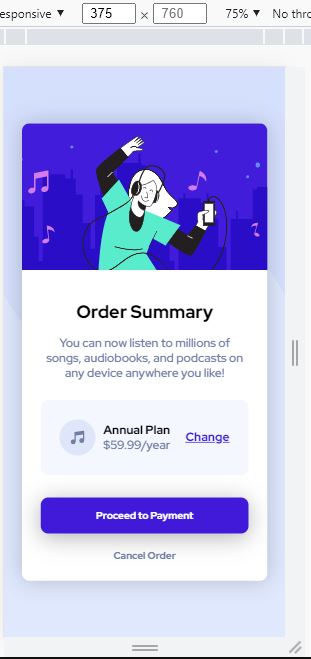 esponsive ▼ 375 × 760 75% ▼ No thro
Order Summary
You can now listen to millions of
songs, audiobooks, and podcasts on
any device anywhere you like!
Annual Plan
$59.99/year
Change
Proceed to Payment
Cancel Order